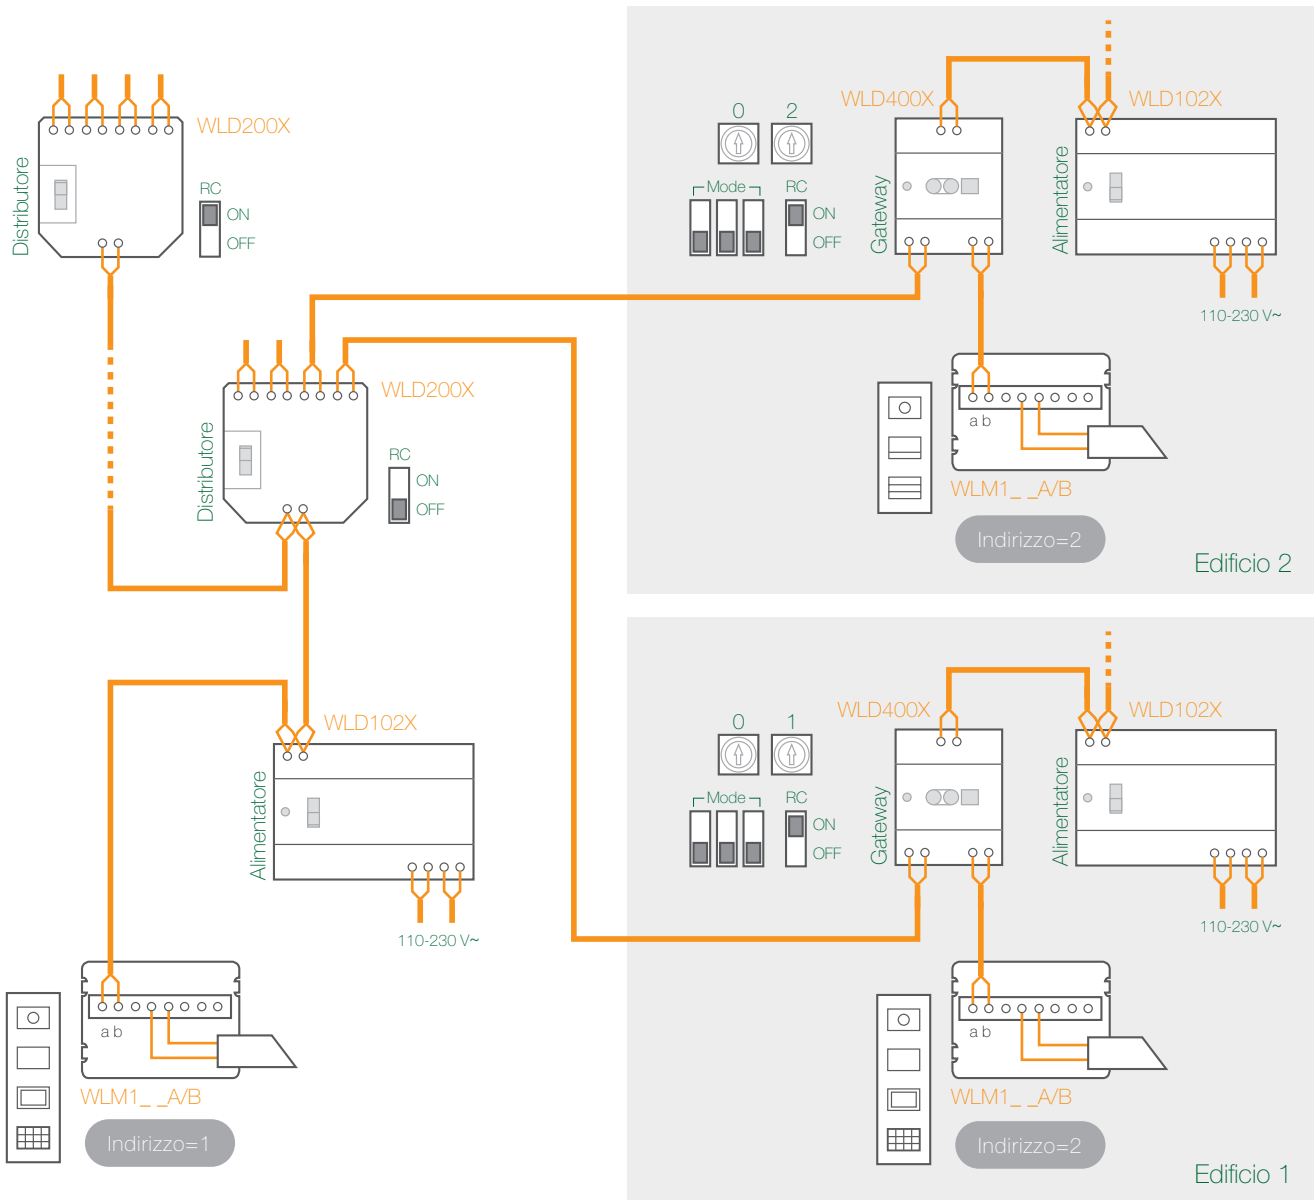 WLD200X
Distributore
RC
ON
OFF
WLD200X
Distributore
RC
ON
OFF
WLD102X
Alimentatore
110-230 V~
a b
WLM1_ _A/B
Indirizzo=1
0 2
Mode
RC
ON
OFF
WLD400X
Gateway
WLD102X
Alimentatore
110-230 V~
a b
WLM1_ _A/B
Indirizzo=2
Edificio 2
0 1
Mode
RC
ON
OFF
WLD400X
Gateway
WLD102X
Alimentatore
110-230 V~
a b
WLM1_ _A/B
Indirizzo=2
Edificio 1